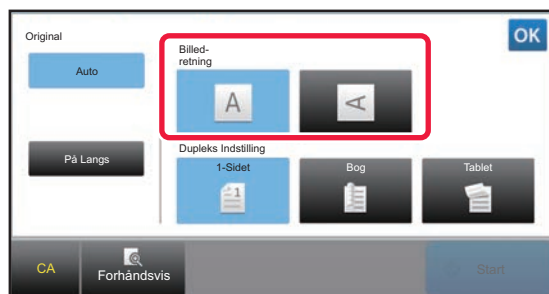 Original
OK
Billed-
retning
Auto
A
A
Dupleks Indstilling
På Langs
1-Sidet
Bog
Tablet
1
CA
Forhåndsvis
Start